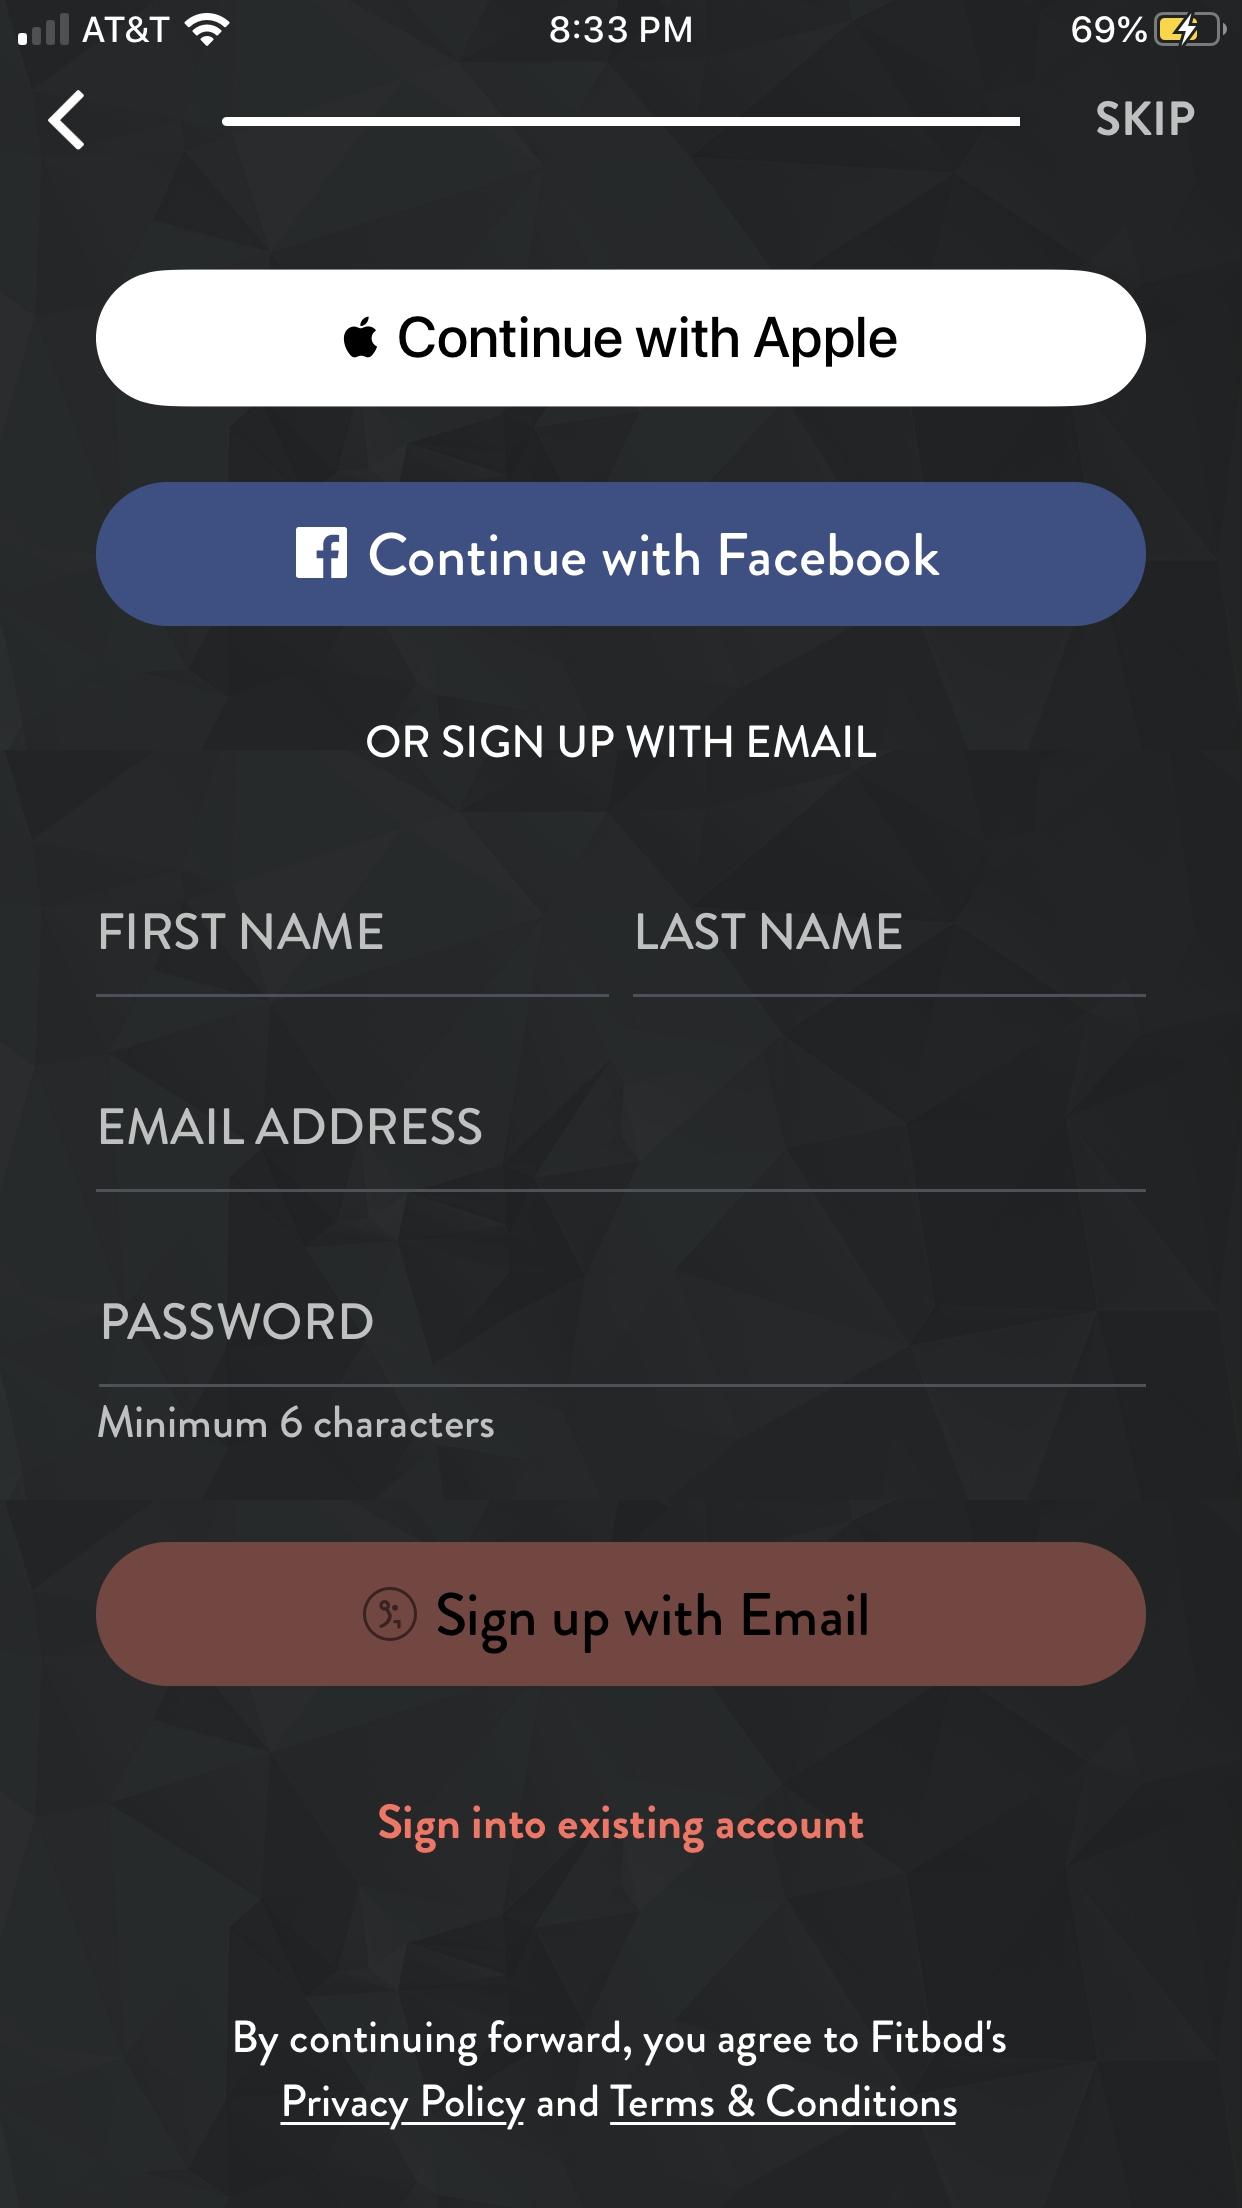 AT&T 8:33 PM 69%
SKIP
Continue with Apple
Continue with Facebook
OR SIGN UP WITH EMAIL
FIRST NAME LAST NAME
EMAIL ADDRESS
PASSWORD
Minimum 6 characters
Sign up with Email
Sign into existing account
By continuing forward, you agree to Fitbod's
Privacy Policy and Terms & Conditions